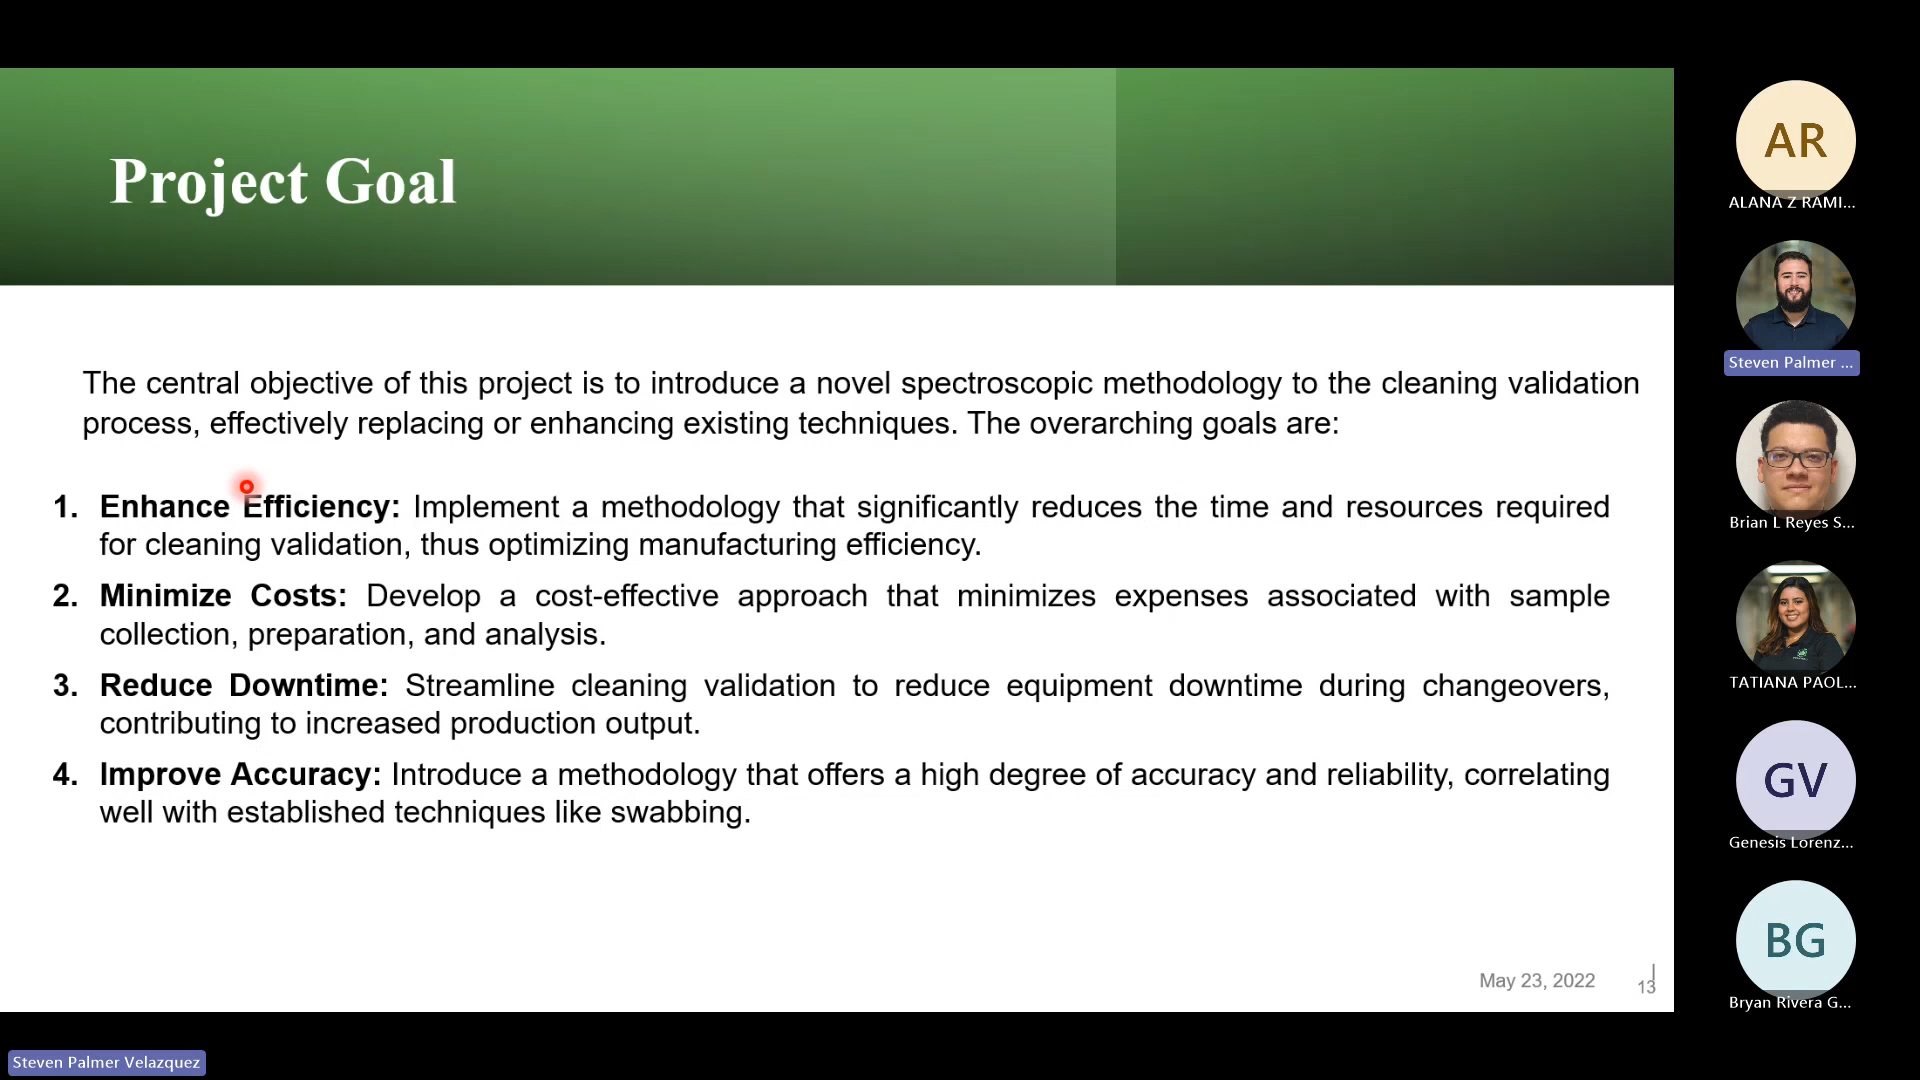 Project Goal
The central objective of this project is to introduce a novel spectroscopic methodology to the cleaning validation
process, effectively replacing or enhancing existing techniques. The overarching goals are:
1. Enhance Efficiency: Implement a methodology that significantly reduces the time and resources required
for cleaning validation, thus optimizing manufacturing efficiency.
2. Minimize Costs: Develop a cost-effective approach that minimizes expenses associated with sample
collection, preparation, and analysis.
3. Reduce Downtime: Streamline cleaning validation to reduce equipment downtime during changeovers,
contributing to increased production output.
4. Improve Accuracy: Introduce a methodology that offers a high degree of accuracy and reliability, correlating
well with established techniques like swabbing.
May 23, 2022
13
AR
ALANA Z RAMI...
Steven Palmer ...
Brian L Reyes S...
TATIANA PAOL...
GV
Genesis Lorenz...
BG
Bryan Rivera G...
Steven Palmer Velazquez